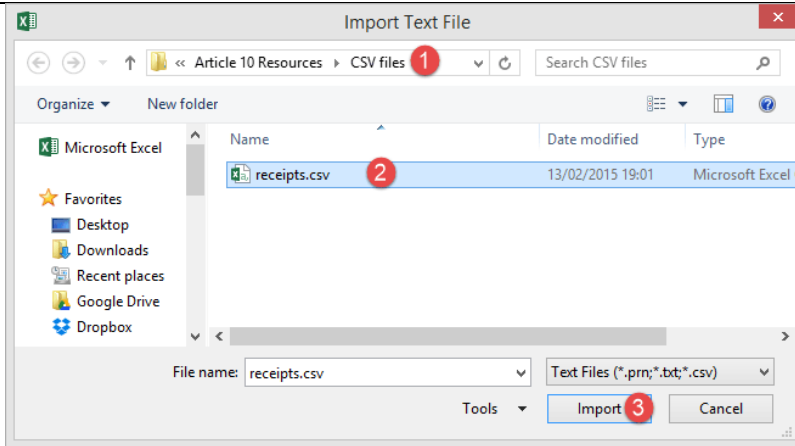 Import Text File
« Article 10 Resources CSV files 1 Search CSV files
Organize New folder
Microsoft Excel
Favorites
Desktop
Downloads
Recent places
Google Drive
Dropbox
Name Date modified Type
receipts.csv 2 13/02/2015 19:01 Microsoft Excel
File name: receipts.csv Text Files (*.prn;*.txt;*.csv)
Tools Import 3 Cancel